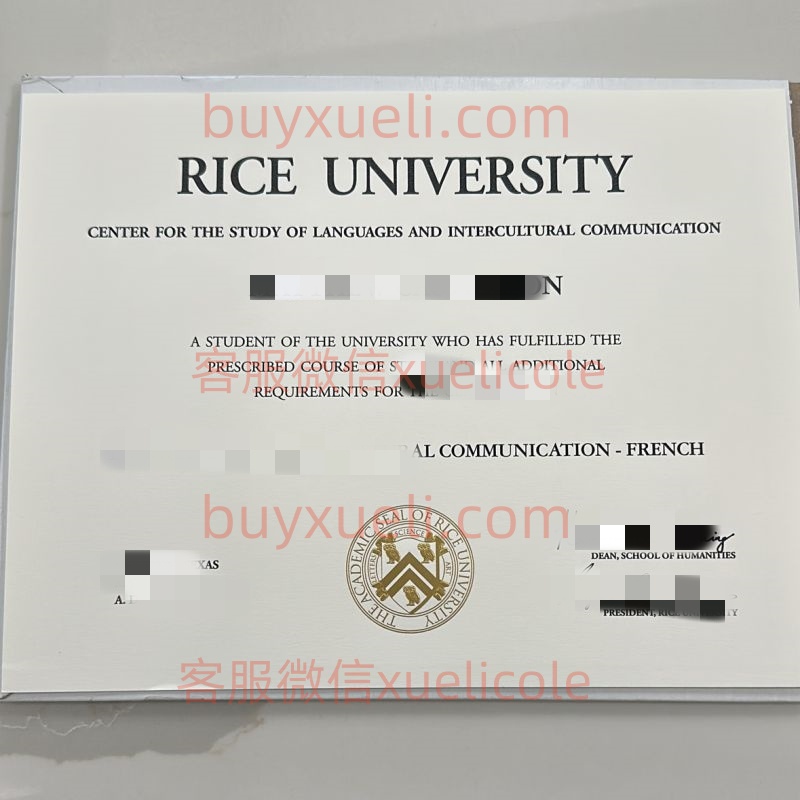 buyxueli.com
RICE UNIVERSITY
CENTER FOR THE STUDY OF LANGUAGES AND INTERCULTURAL COMMUNICATION
A STUDENT OF THE UNIVERSITY WHO HAS FULFILLED THE
PRESCRIBED COURSE OF ALL ADDITIONAL
客服微信xuelicole
REQUIREMENTS FOR
COMMUNICATION - FRENCH
buyxueli.com
THE ACADEMIC SEAL OF RICE UNIVERSITY
LETTERS SCIENCE ART
DEAN, SCHOOL OF HUMANITIES
PRESIDENT,
客服微信xuelicole